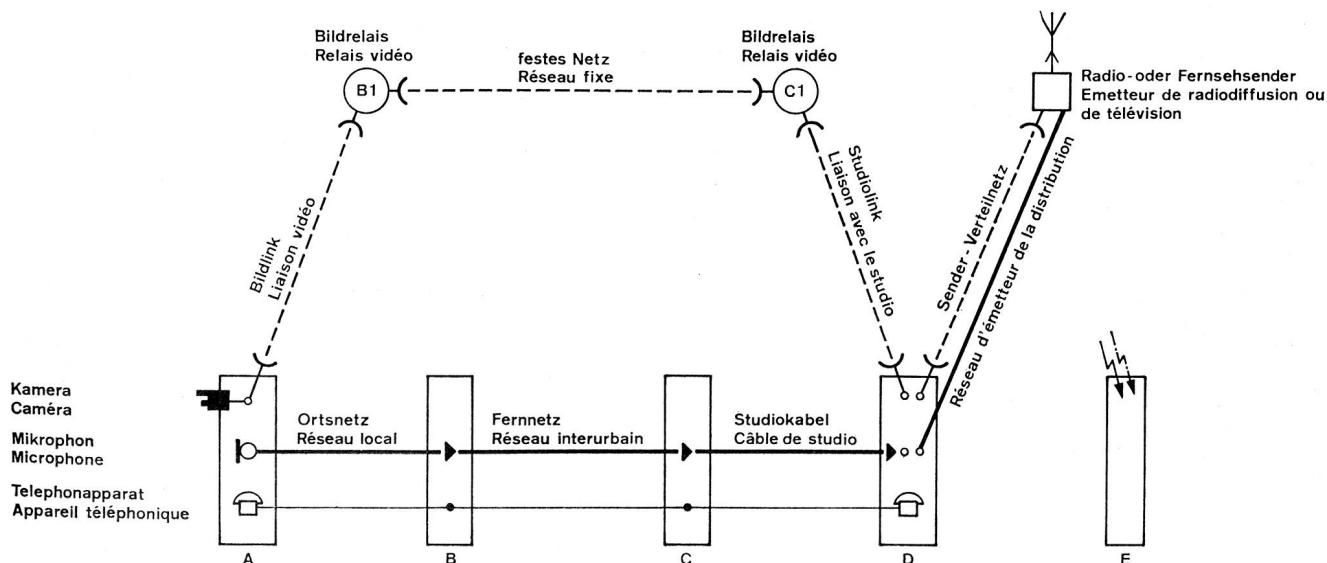 Bildrelais
Relais vidéo
B1
festes Netz
Réseau fixe
Bildrelais
Relais vidéo
C1
Radio-oder Fernsehsender
Emetteur de radiodiffusion ou
de télévision
Bildlink
Liaison vidéo
Studiolink
Liaison avec le studio
Sender-Verteilnetz
Réseau d'émetteur de la distribution
Kamera
Caméra
Mikrophon
Microphone
Telephonapparat
Appareil téléphonique
Ortsnetz
Réseau local
Fernnetz
Réseau interurbain
Studiokabel
Câble de studio
A
B
C
D
E